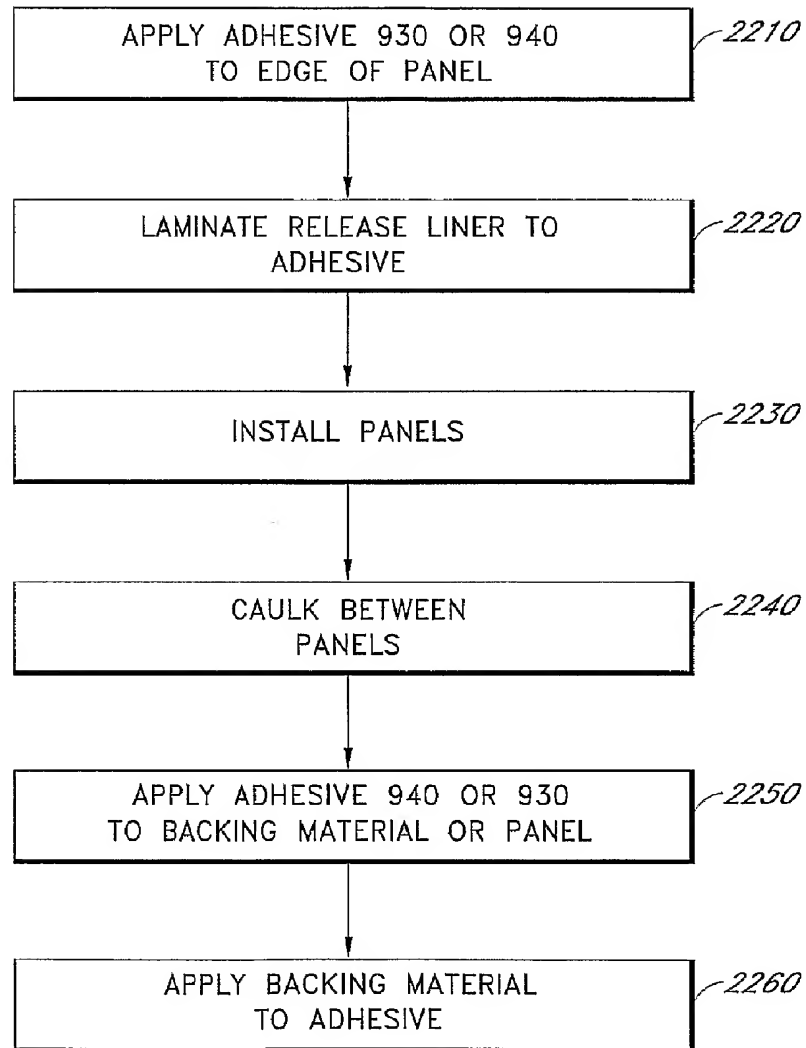 APPLY ADHESIVE 930 OR 940
TO EDGE OF PANEL
2210
LAMINATE RELEASE LINER TO
ADHESIVE
2220
INSTALL PANELS
2230
CAULK BETWEEN
PANELS
2240
APPLY ADHESIVE 940 OR 930
TO BACKING MATERIAL OR PANEL
2250
APPLY BACKING MATERIAL
TO ADHESIVE
2260